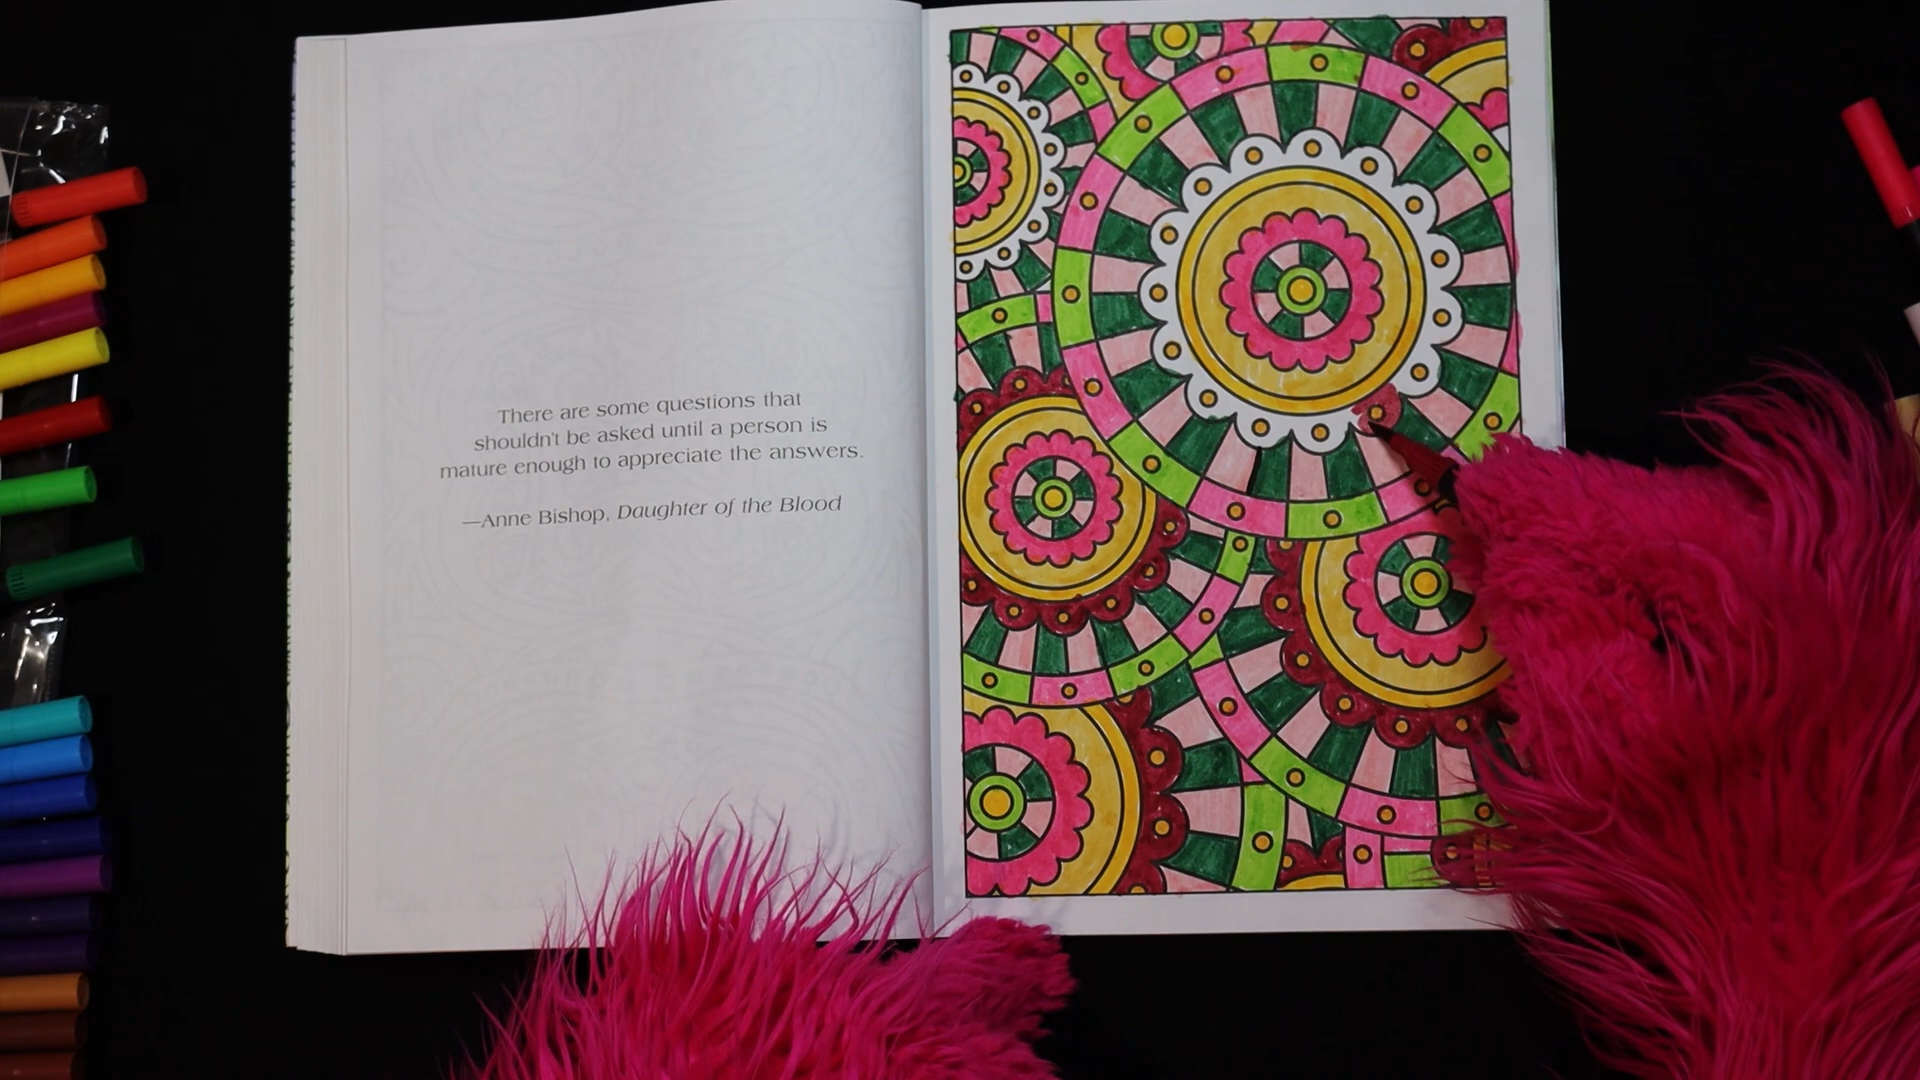 There are some questions that
shouldn't be asked until a person is
mature enough to appreciate the answers.
—Anne Bishop, Daughter of the Blood